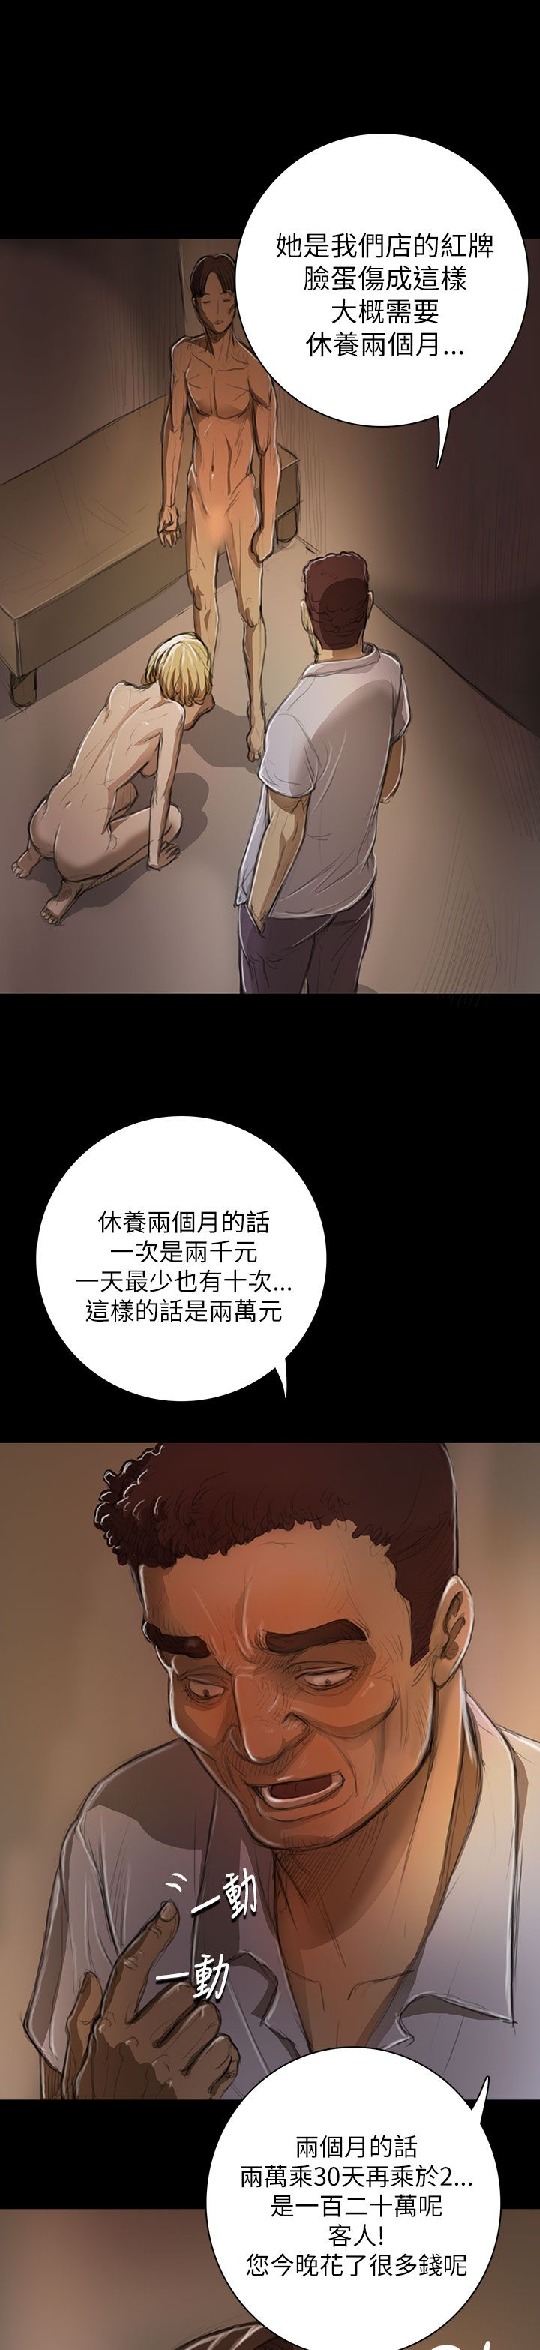 她是我們店的紅牌
臉蛋傷成這樣
大概需要
休養兩個月...
休養兩個月的話
一次是兩千元
一天最少也有十次...
這樣的話是兩萬元
一動
一動
兩個月的話
兩萬乘30天再乘於2...
是一百二十萬呢
客人!
您今晚花了很多錢呢